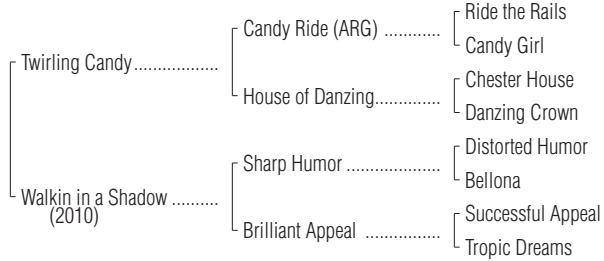 Ride the Rails
Candy Ride (ARG) ............
Candy Girl
Twirling Candy..................
Chester House
House of Danzing..............
Danzing Crown
Distorted Humor
Sharp Humor ....................
Bellona
Walkin in a Shadow ..........
(2010)
Successful Appeal
Brilliant Appeal ................
Tropic Dreams